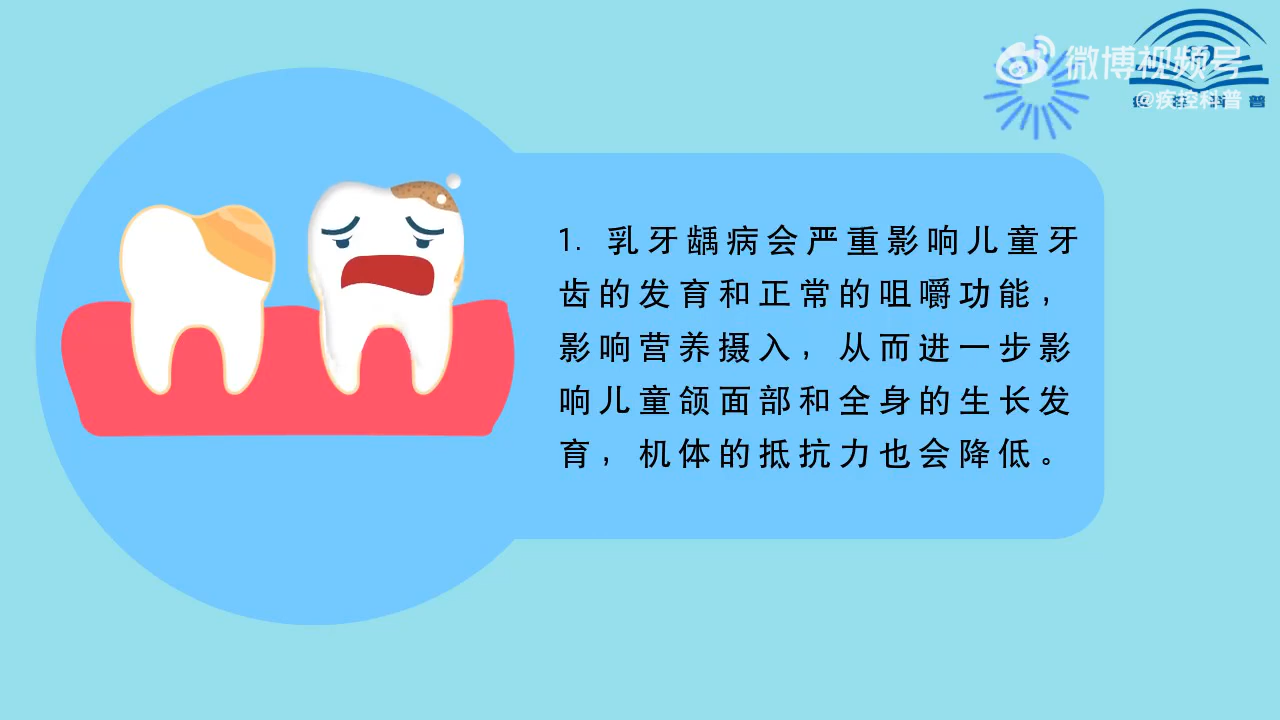 微博视频号
@疾控科普
1. 乳牙龋病会严重影响儿童牙
齿的发育和正常的咀嚼功能，
影响营养摄入，从而进一步影
响儿童颌面部和全身的生长发
育，机体的抵抗力也会降低。